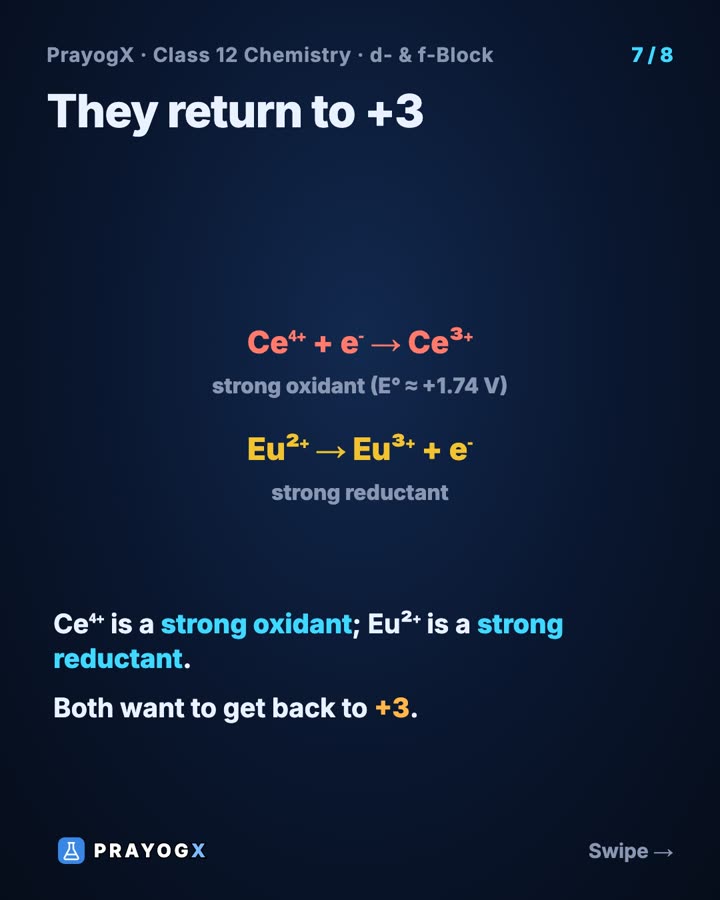 PrayogX · Class 12 Chemistry · d- & f-Block
7 / 8
They return to +3
Ce⁴⁺ + e⁻ → Ce³⁺
strong oxidant (E° ≈ +1.74 V)
Eu²⁺ → Eu³⁺ + e⁻
strong reductant
Ce⁴⁺ is a strong oxidant; Eu²⁺ is a strong
reductant.
Both want to get back to +3.
PRAYOGX
Swipe →